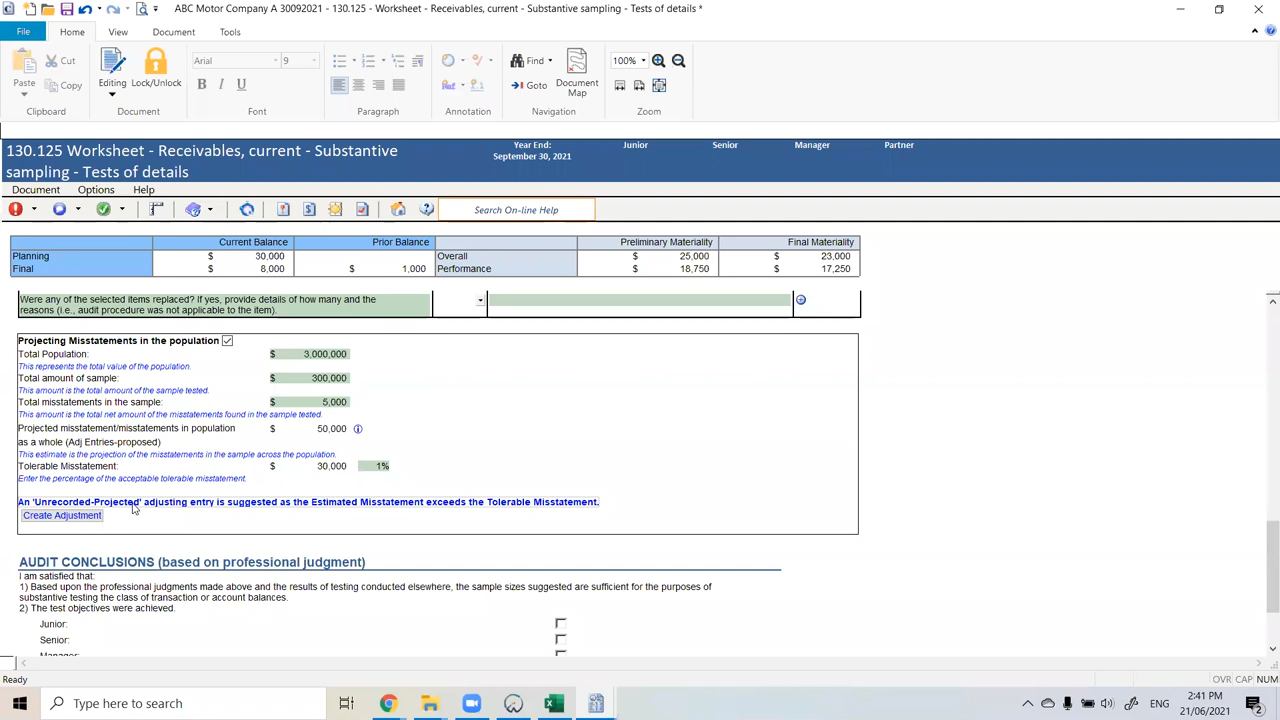 ABC Motor Company A 30092021 - 130.125 - Worksheet - Receivables, current - Substantive sampling - Tests of details *
File Home View Document Tools
Paste Cut Copy Editing Lock/Unlock Arial 9 Find Goto Document Map 100%
B I U
Clipboard Document Font Paragraph Annotation Navigation Zoom
130.125 Worksheet - Receivables, current - Substantive
sampling - Tests of details
Year End:
September 30, 2021
Junior Senior Manager Partner
Document Options Help
Search On-line Help
Current Balance Prior Balance Preliminary Materiality Final Materiality
Planning $ 30,000 Overall $ 25,000 $ 23,000
Final $ 8,000 $ 1,000 Performance $ 18,750 $ 17,250
Were any of the selected items replaced? If yes, provide details of how many and the
reasons (i.e., audit procedure was not applicable to the item).
Projecting Misstatements in the population
Total Population: $ 3,000,000
This represents the total value of the population.
Total amount of sample: $ 300,000
This amount is the total amount of the sample tested.
Total misstatements in the sample: $ 5,000
This amount is the total net amount of the misstatements found in the sample tested.
Projected misstatement/misstatements in population $ 50,000
as a whole (Adj Entries-proposed)
This estimate is the projection of the misstatements in the sample across the population.
Tolerable Misstatement: $ 30,000 1%
Enter the percentage of the acceptable tolerable misstatement.
An 'Unrecorded-Projected' adjusting entry is suggested as the Estimated Misstatement exceeds the Tolerable Misstatement.
Create Adjustment
AUDIT CONCLUSIONS (based on professional judgment)
I am satisfied that:
1) Based upon the professional judgments made above and the results of testing conducted elsewhere, the sample sizes suggested are sufficient for the purposes of
substantive testing the class of transaction or account balances.
2) The test objectives were achieved.
Junior:
Senior:
Manager:
Ready OVR CAP NUM
Type here to search
ENG
2:41 PM
21/06/2021
2